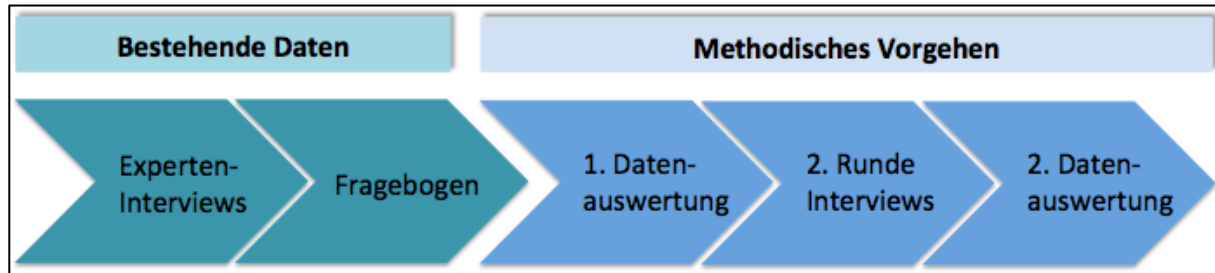 Bestehende Daten
Methodisches Vorgehen
Experten-
Interviews
Fragebogen
1. Daten-
auswertung
2. Runde
Interviews
2. Daten-
auswertung